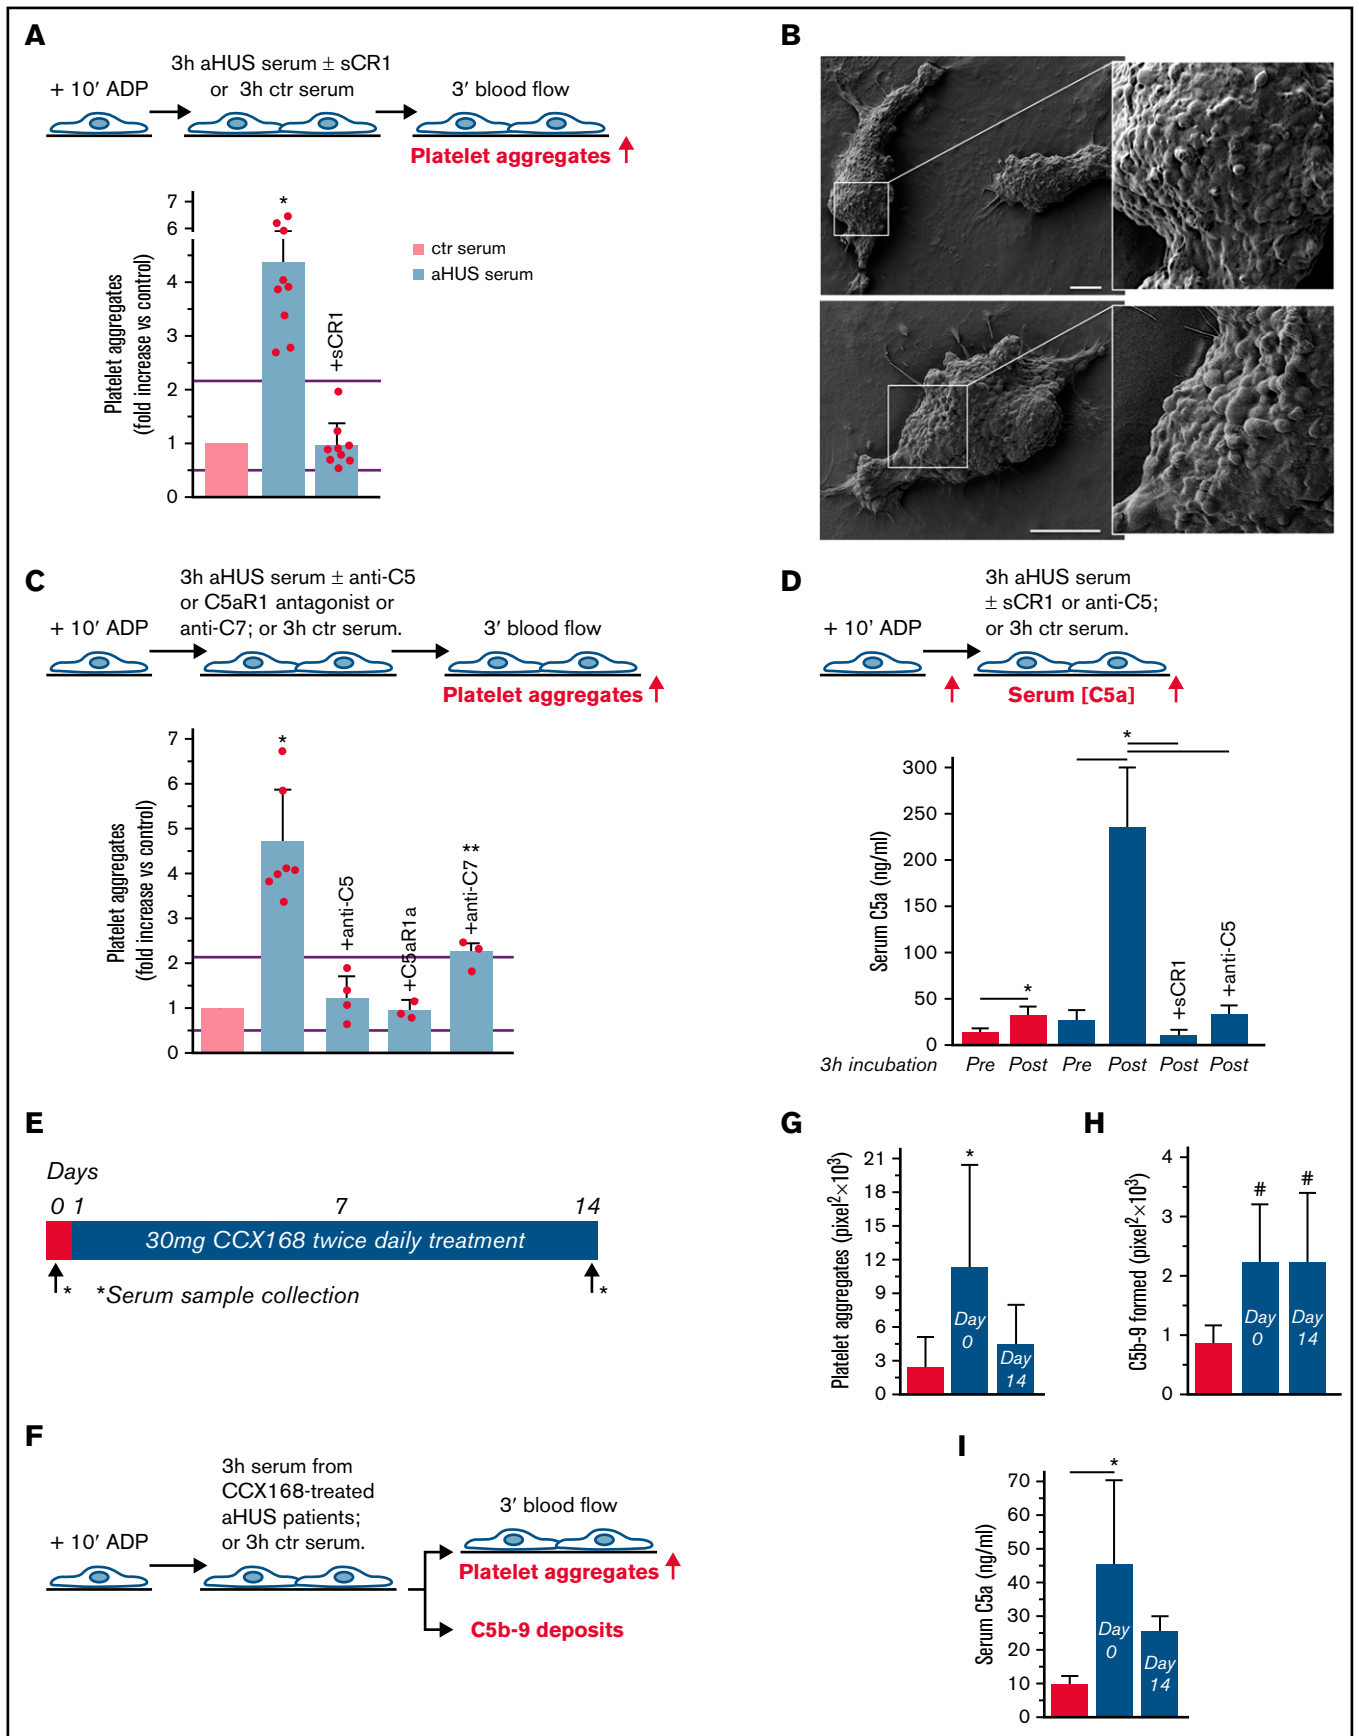 A
3h aHUS serum ± sCR1
or 3h ctr serum
+ 10′ ADP
3′ blood flow
Platelet aggregates
Platelet aggregates
(fold increase vs control)
7
6
4
3
2
1
0
*
+sCR1
ctr serum
aHUS serum
B
C
3h aHUS serum ± anti-C5
or C5aR1 antagonist or
anti-C7; or 3h ctr serum.
+ 10′ ADP
3′ blood flow
Platelet aggregates
Platelet aggregates
(fold increase vs control)
7
6
5
4
3
2
1
0
*
+anti-C5
+C5aR1a
+anti-C7
**
D
3h aHUS serum
± sCR1 or anti-C5;
or 3h ctr serum.
+ 10′ ADP
Serum [C5a]
Serum C5a (ng/ml)
300
250
200
150
100
50
0
*
*
+sCR1
+anti-C5
3h incubation Pre Post Pre Post Post Post
E
Days
0 1 7 14
30mg CCX168 twice daily treatment
* *Serum sample collection *
F
3h serum from
CCX168-treated
aHUS patients;
or 3h ctr serum.
+ 10′ ADP
3′ blood flow
Platelet aggregates
C5b-9 deposits
G
Platelet aggregates (pixel²×10³)
21
18
15
12
9
6
3
0
*
Day
0
Day
14
H
C5b-9 formed (pixel²×10³)
4
3
2
1
0
#
#
Day
0
Day
14
I
Serum C5a (ng/ml)
70
60
50
40
30
20
10
0
*
Day
0
Day
14